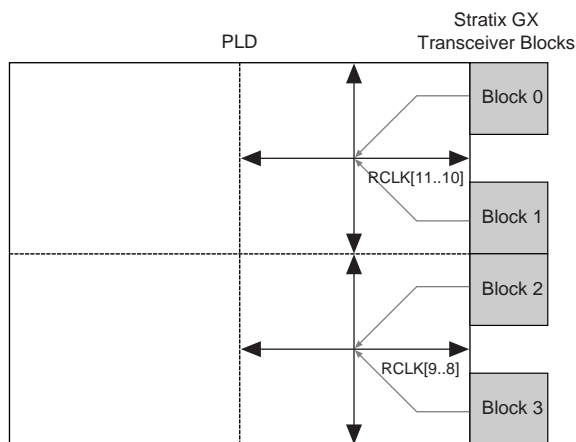 Stratix GX
PLD
Transceiver Blocks
Block 0
RCLK[11..10]
Block 1
Block 2
RCLK[9..8]
Block 3